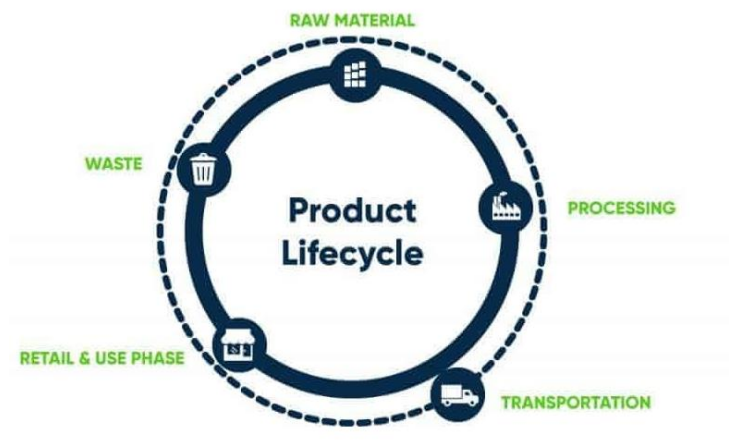 RAW MATERIAL
WASTE
Product
Lifecycle
PROCESSING
RETAIL & USE PHASE
TRANSPORTATION